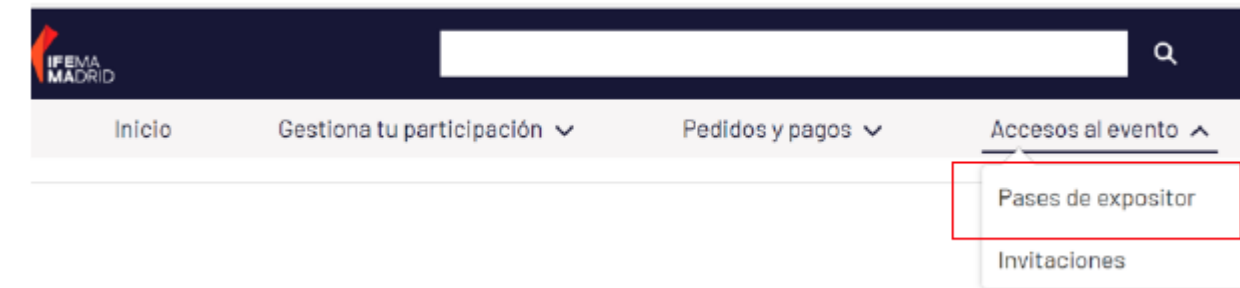 IFEMA
MADRID
Inicio Gestiona tu participación Pedidos y pagos Accesos al evento
Pases de expositor
Invitaciones